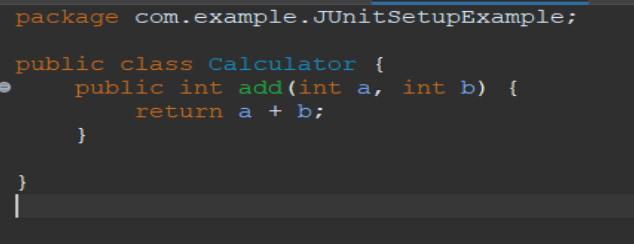 package com.example.JUnitSetupExample;
public class Calculator {
public int add(int a, int b) {
return a + b;
}
}